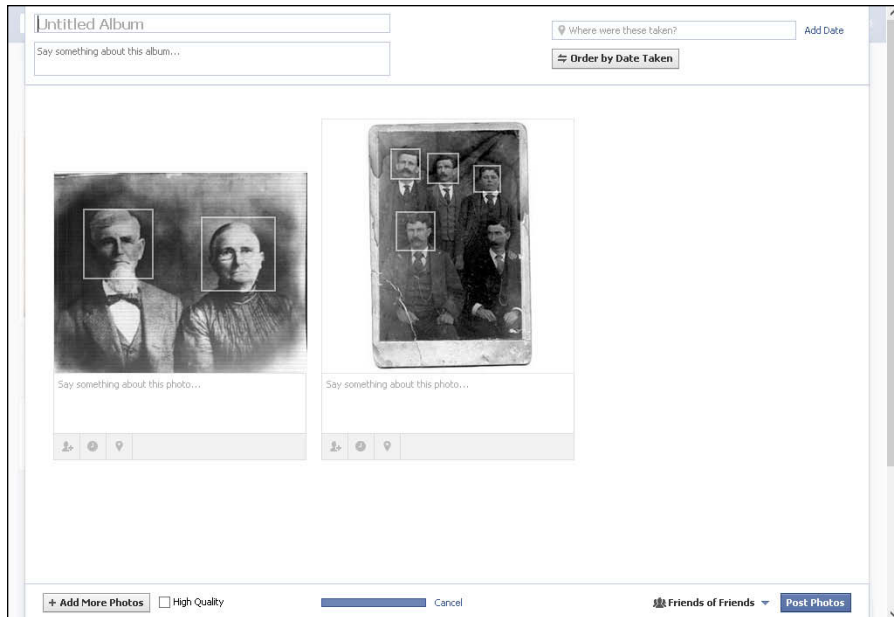 Untitled Album
Where were these taken?
Add Date
Say something about this album...
Order by Date Taken
Say something about this photo...
Say something about this photo...
+ Add More Photos
High Quality
Cancel
Friends of Friends
Post Photos